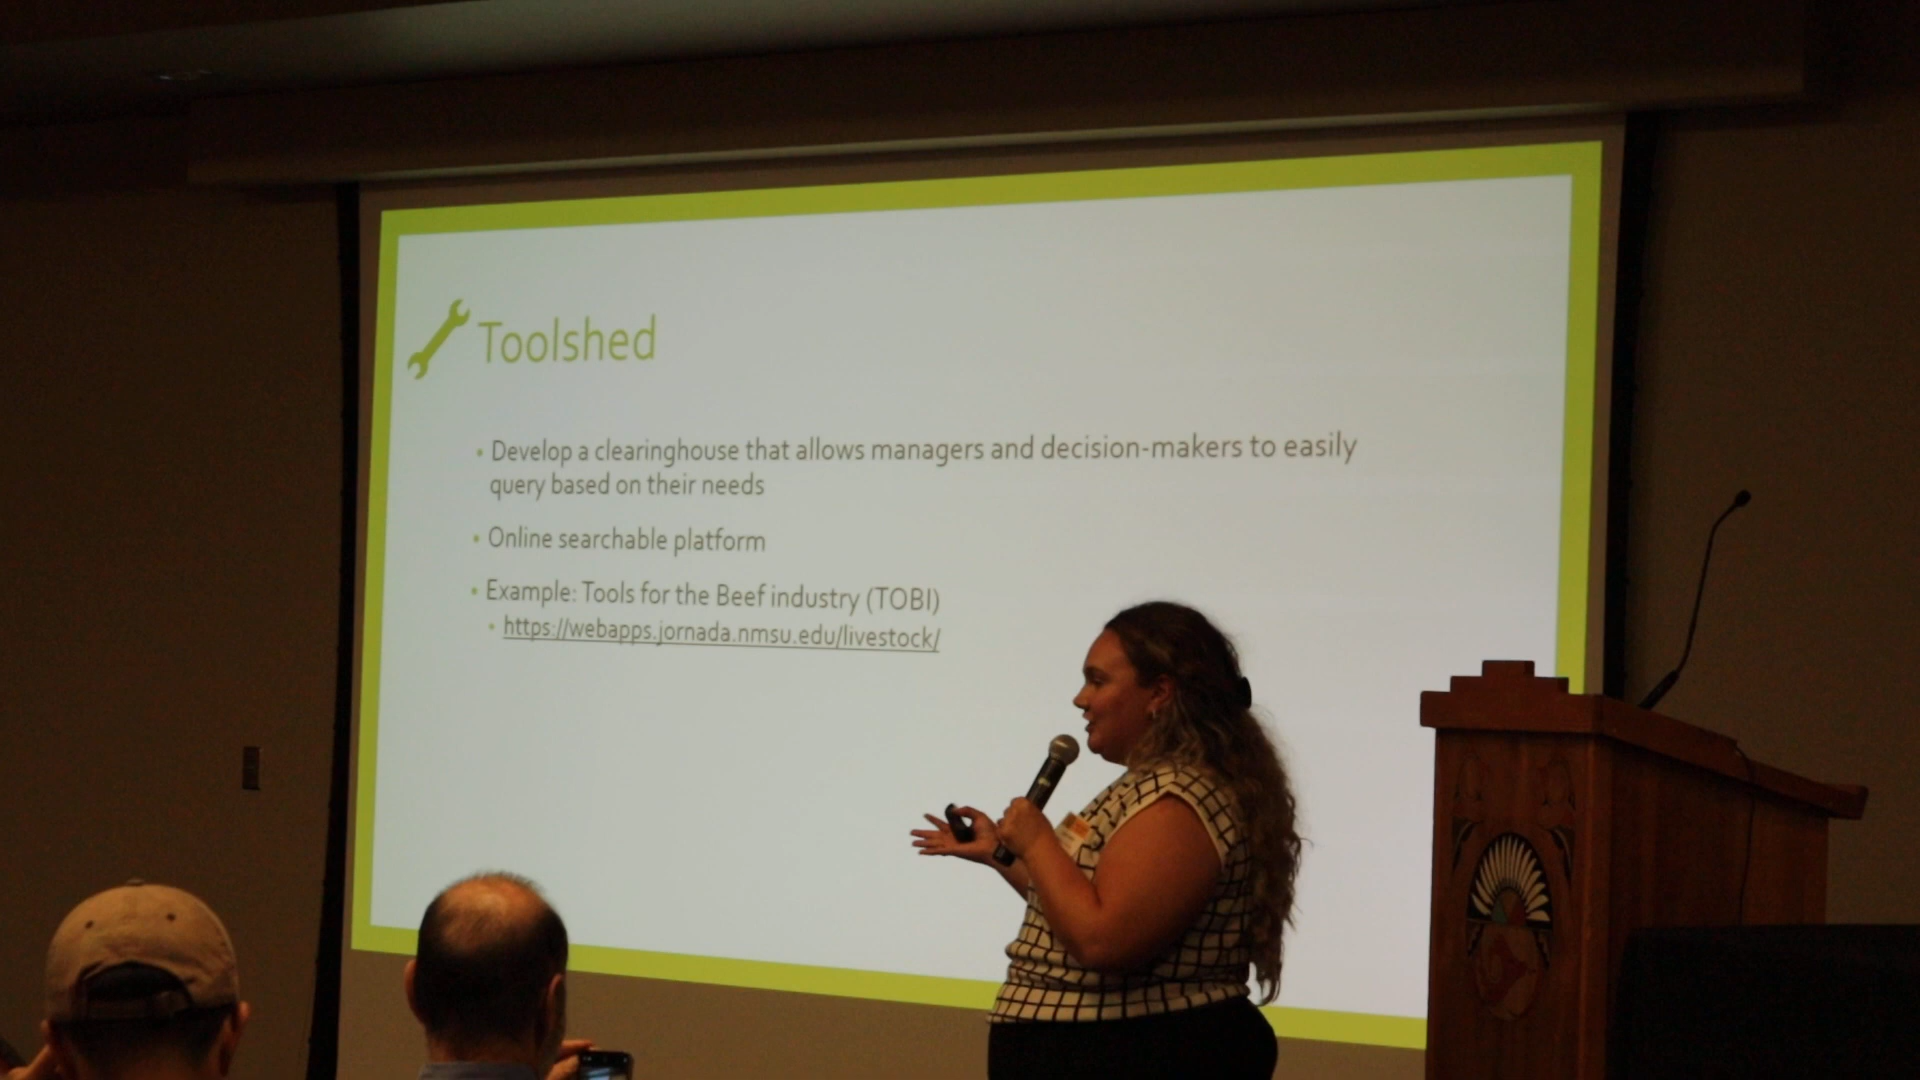 Toolshed
• Develop a clearinghouse that allows managers and decision-makers to easily
query based on their needs
• Online searchable platform
• Example: Tools for the Beef industry (TOBI)
• https://webapps.jornada.nmsu.edu/livestock/